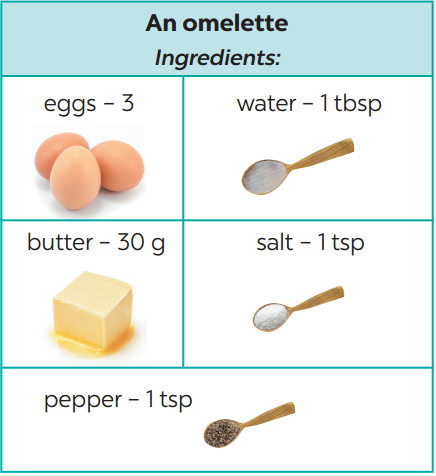 An omelette
Ingredients:
eggs – 3
water – 1 tbsp
butter – 30 g
salt – 1 tsp
pepper – 1 tsp